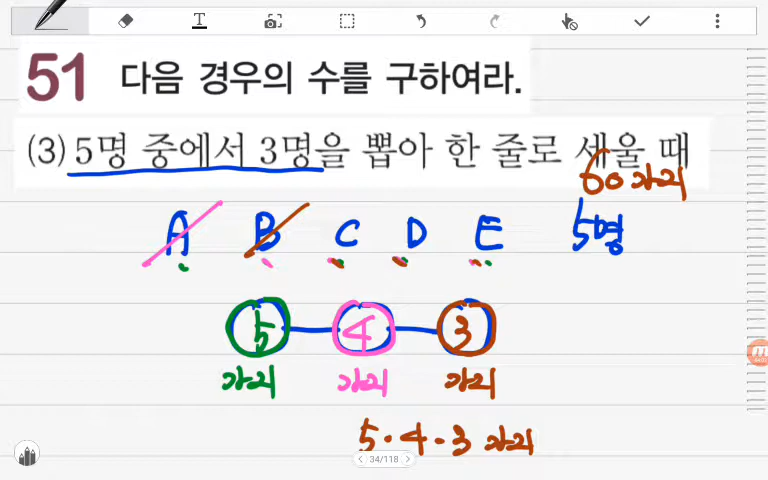 T
51 다음 경우의 수를 구하여라.
(3) 5명 중에서 3명을 뽑아 한 줄로 세울 때
60가지
A B C D E 5명
5 4 3
가지 가지 가지
5·4·3 가지
34/118